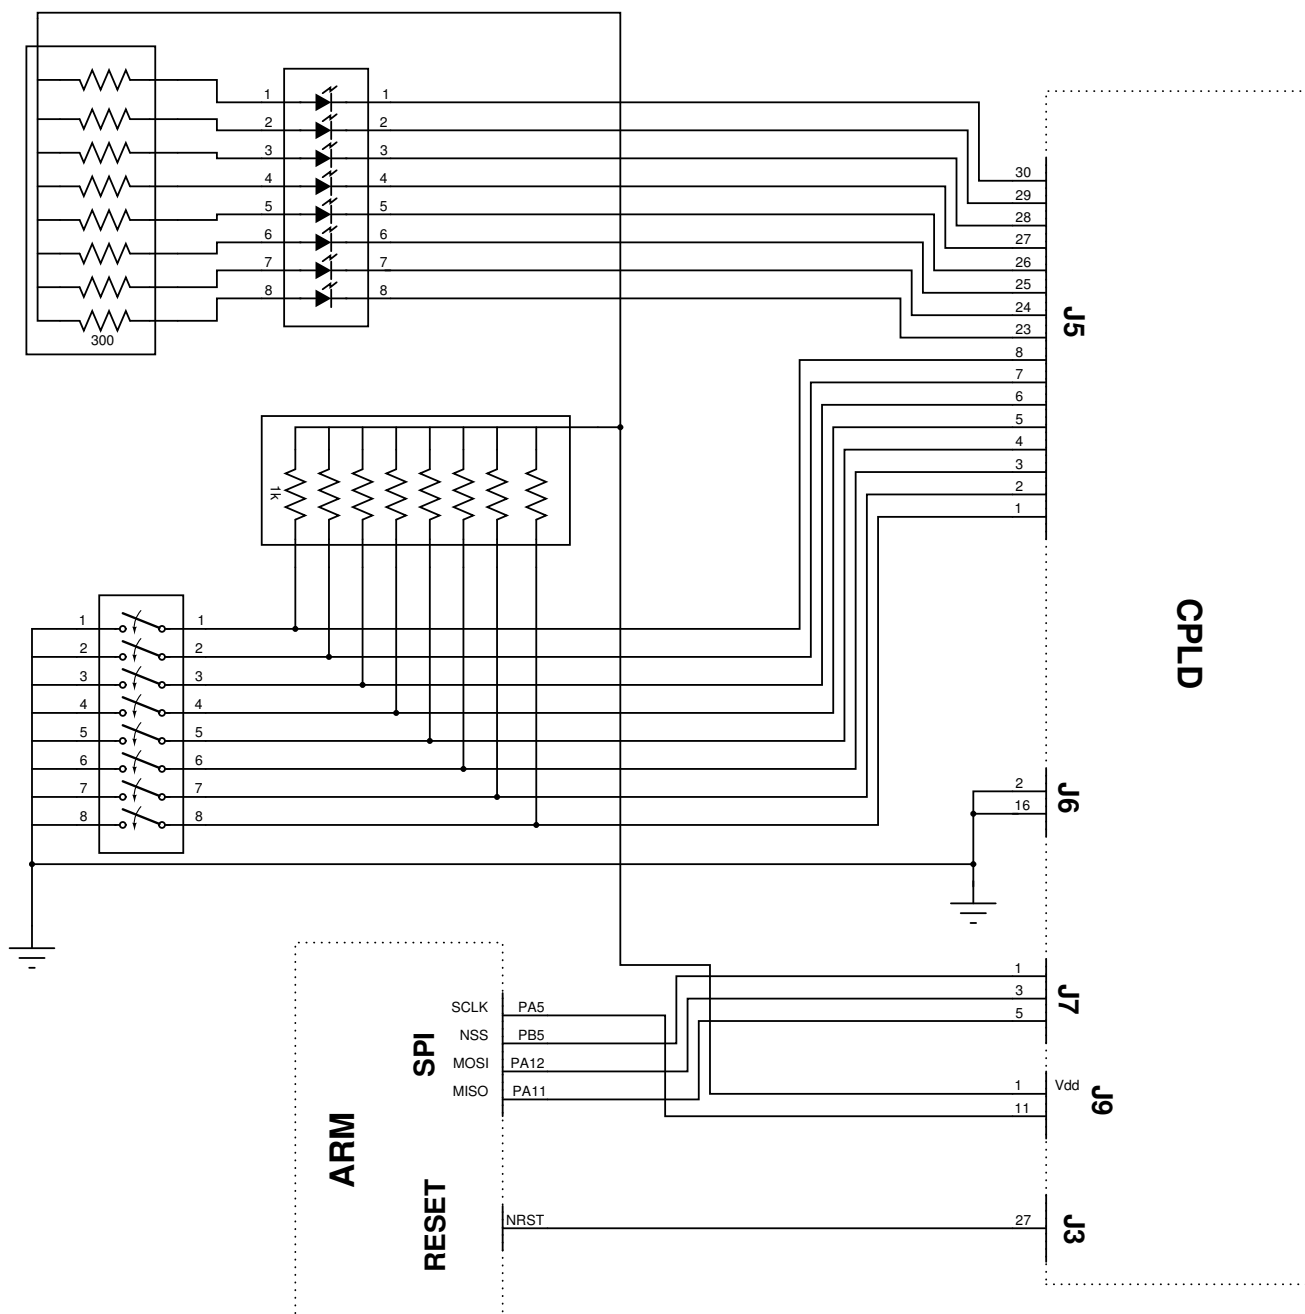 1 1
2 2
3 3
4 4
5 5
6 6
7 7
8 8
300
30
29
28
27
26
25
24
23
8
7
6
5
4
3
2
1
J5
1k
CPLD
1 1
2 2
3 3
4 4
5 5
6 6
7 7
8 8
2
16
J6
1
3
5
J7
SCLK PA5
NSS PB5
MOSI PA12
MISO PA11
SPI
1 Vdd
11
J9
ARM
RESET
NRST
27
J3